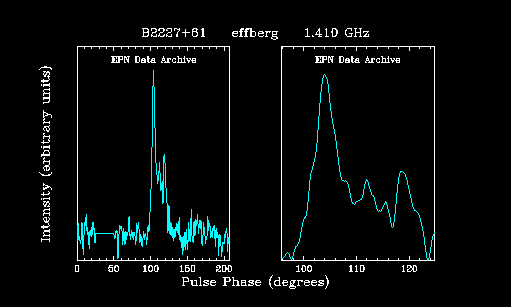 B2227+61 effberg 1.410 GHz
EPN Data Archive
EPN Data Archive
Intensity (arbitrary units)
0 50 100 150 200
100 110 120
Pulse Phase (degrees)